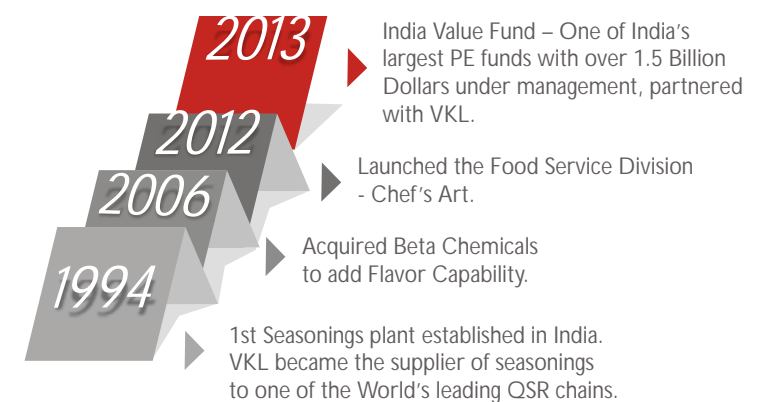 2013
India Value Fund – One of India's
largest PE funds with over 1.5 Billion
Dollars under management, partnered
with VKL.
2012
Launched the Food Service Division
- Chef's Art.
2006
Acquired Beta Chemicals
to add Flavor Capability.
1994
1st Seasonings plant established in India.
VKL became the supplier of seasonings
to one of the World's leading QSR chains.